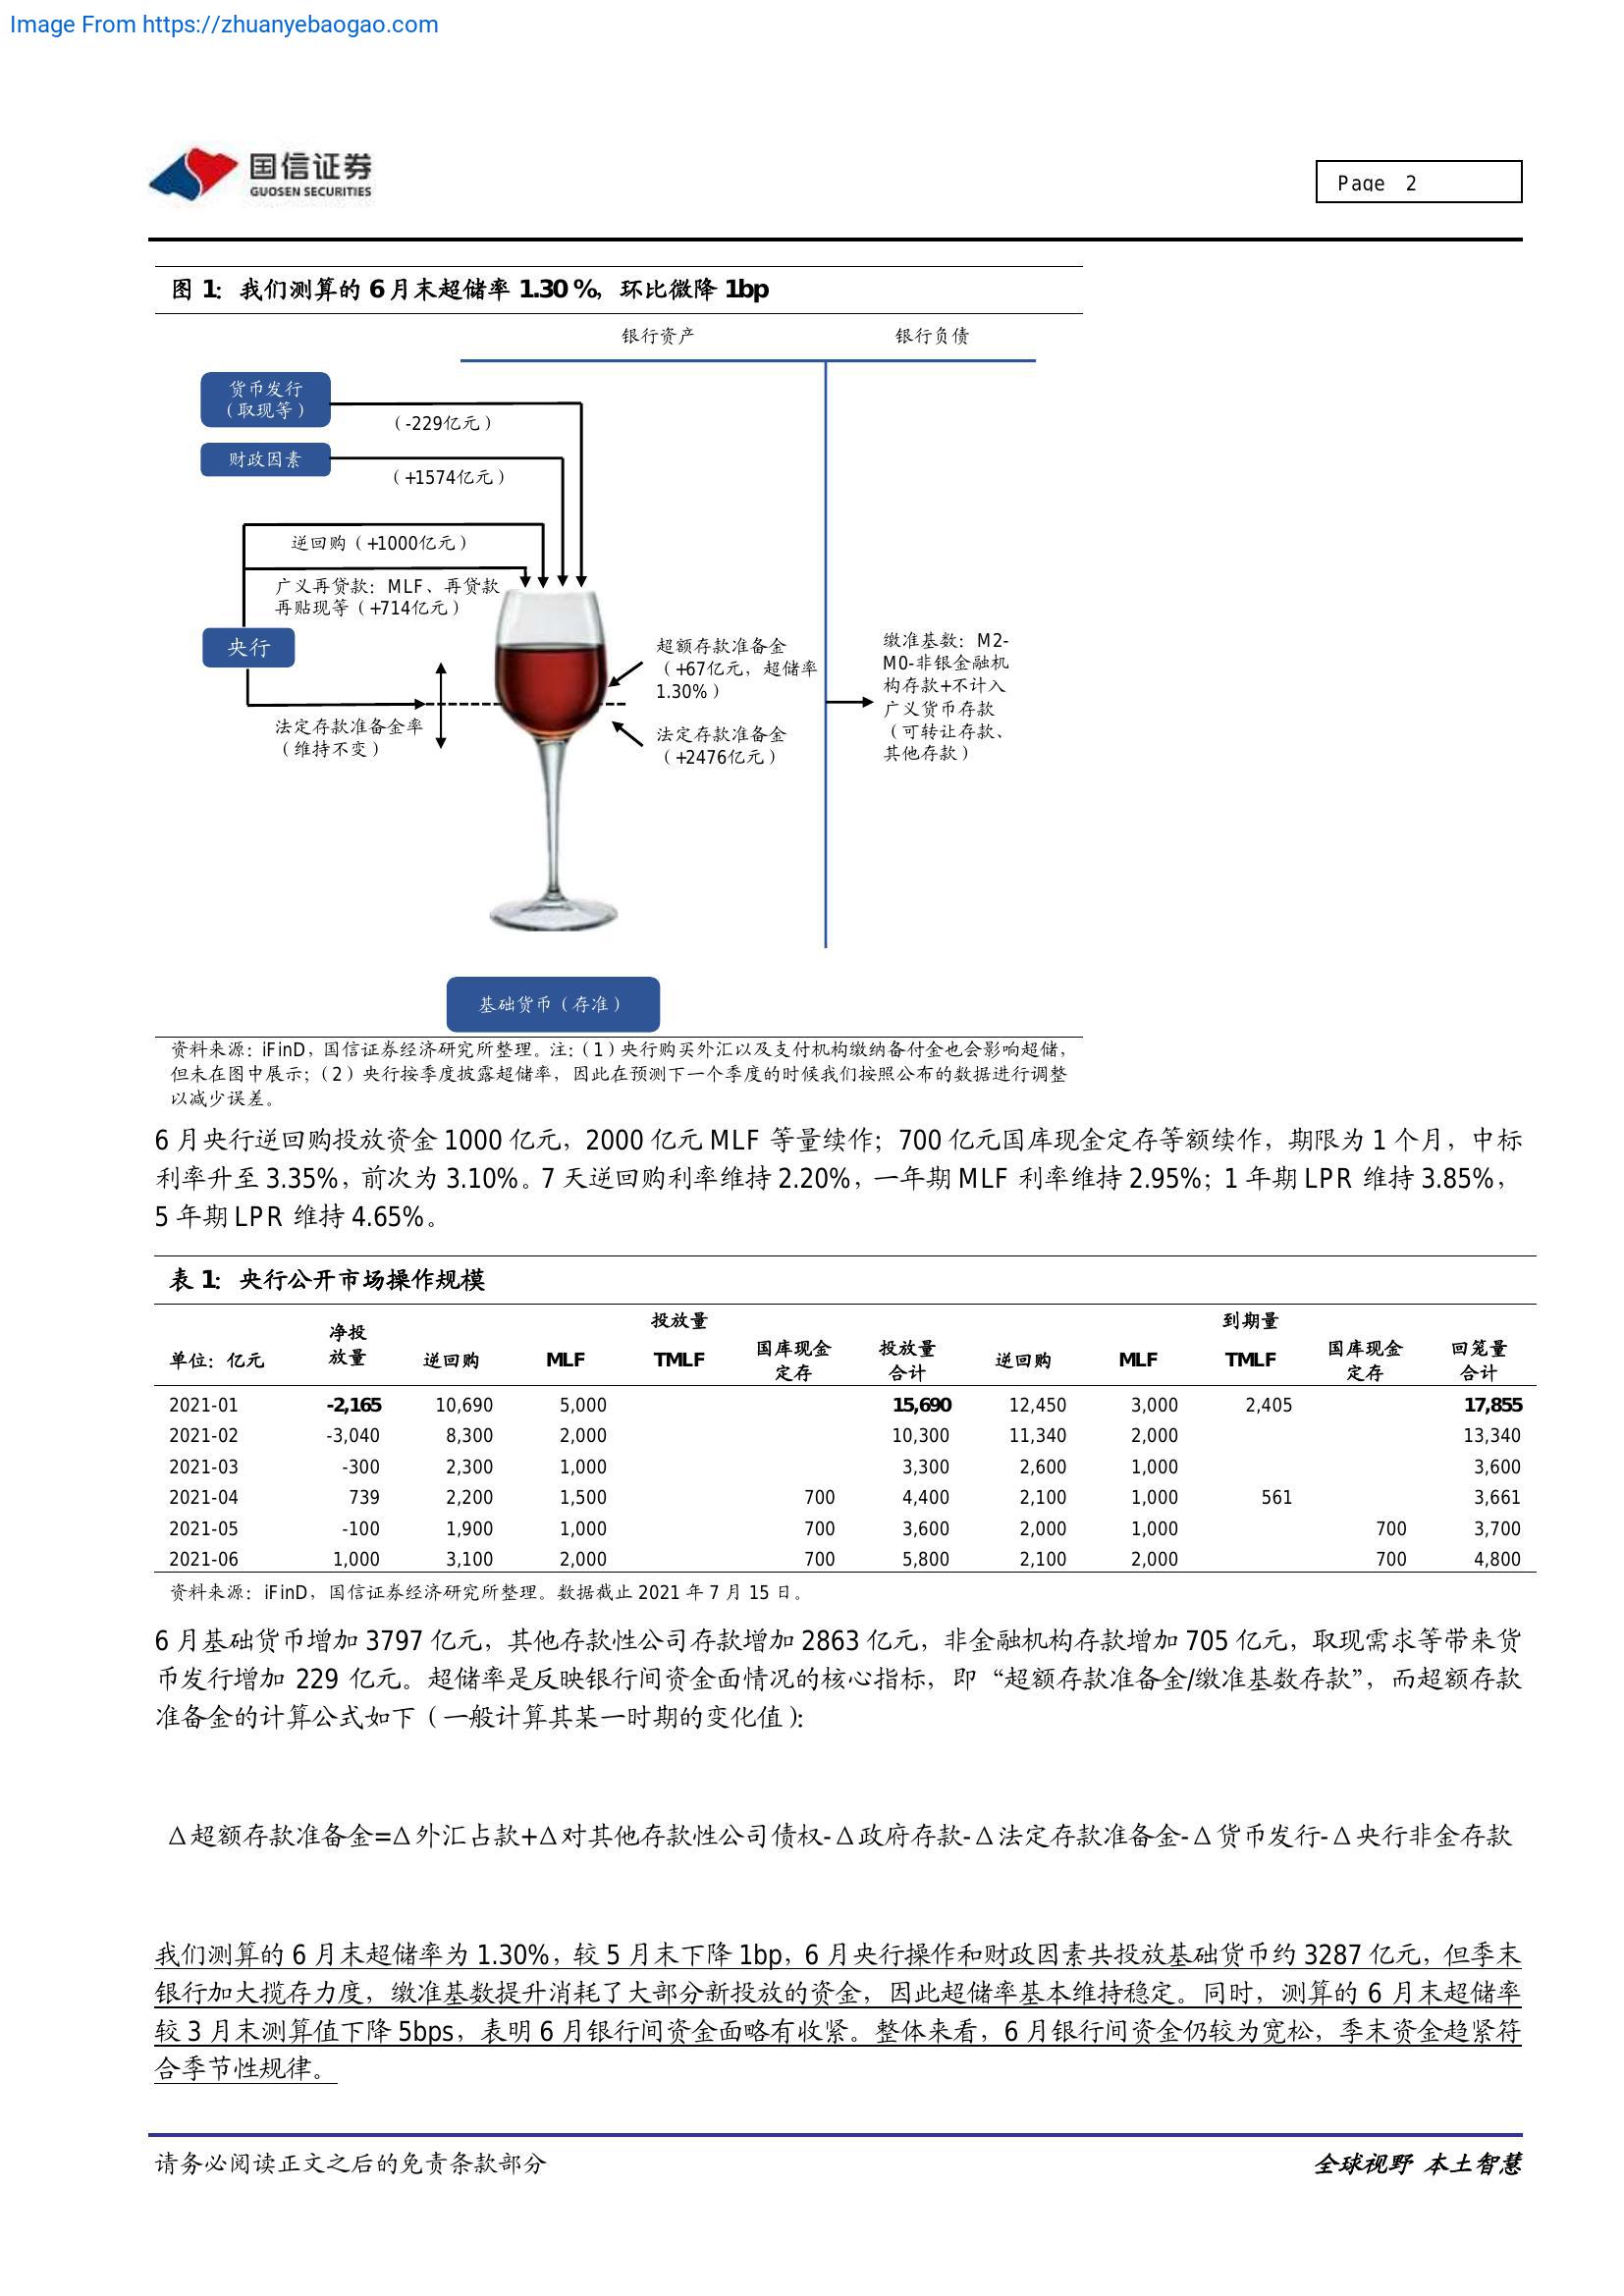 Image From https://zhuanyebaogao.com
国信证券
GUOSEN SECURITIES
Page 2
图 1：我们测算的 6 月末超储率 1.30%，环比微降 1bp
银行资产 银行负债
货币发行
（取现等）
（-229亿元）
财政因素
（+1574亿元）
逆回购（+1000亿元）
广义再贷款：MLF、再贷款
再贴现等（+714亿元）
央行
法定存款准备金率
（维持不变）
超额存款准备金
（+67亿元，超储率
1.30%）
法定存款准备金
（+2476亿元）
缴准基数：M2-
M0-非银金融机
构存款+不计入
广义货币存款
（可转让存款、
其他存款）
基础货币（存准）
资料来源：iFinD，国信证券经济研究所整理。注：（1）央行购买外汇以及支付机构缴纳备付金也会影响超储，
但未在图中展示；（2）央行按季度披露超储率，因此在预测下一个季度的时候我们按照公布的数据进行调整
以减少误差。
6 月央行逆回购投放资金 1000 亿元，2000 亿元 MLF 等量续作；700 亿元国库现金定存等额续作，期限为 1 个月，中标
利率升至 3.35%，前次为 3.10%。7 天逆回购利率维持 2.20%，一年期 MLF 利率维持 2.95%；1 年期 LPR 维持 3.85%，
5 年期 LPR 维持 4.65%。
表 1：央行公开市场操作规模
投放量 到期量
单位：亿元 净投放量 逆回购 MLF TMLF 国库现金定存 投放量合计 逆回购 MLF TMLF 国库现金定存 回笼量合计
2021-01 -2,165 10,690 5,000 15,690 12,450 3,000 2,405 17,855
2021-02 -3,040 8,300 2,000 10,300 11,340 2,000 13,340
2021-03 -300 2,300 1,000 3,300 2,600 1,000 3,600
2021-04 739 2,200 1,500 700 4,400 2,100 1,000 561 3,661
2021-05 -100 1,900 1,000 700 3,600 2,000 1,000 700 3,700
2021-06 1,000 3,100 2,000 700 5,800 2,100 2,000 700 4,800
资料来源：iFinD，国信证券经济研究所整理。数据截止 2021 年 7 月 15 日。
6 月基础货币增加 3797 亿元，其他存款性公司存款增加 2863 亿元，非金融机构存款增加 705 亿元，取现需求等带来货
币发行增加 229 亿元。超储率是反映银行间资金面情况的核心指标，即“超额存款准备金/缴准基数存款”，而超额存款
准备金的计算公式如下（一般计算其某一时期的变化值）：
Δ超额存款准备金=Δ外汇占款+Δ对其他存款性公司债权-Δ政府存款-Δ法定存款准备金-Δ货币发行-Δ央行非金存款
我们测算的 6 月末超储率为 1.30%，较 5 月末下降 1bp，6 月央行操作和财政因素共投放基础货币约 3287 亿元，但季末
银行加大揽存力度，缴准基数提升消耗了大部分新投放的资金，因此超储率基本维持稳定。同时，测算的 6 月末超储率
较 3 月末测算值下降 5bps，表明 6 月银行间资金面略有收紧。整体来看，6 月银行间资金仍较为宽松，季末资金趋紧符
合季节性规律。
请务必阅读正文之后的免责条款部分 全球视野 本土智慧